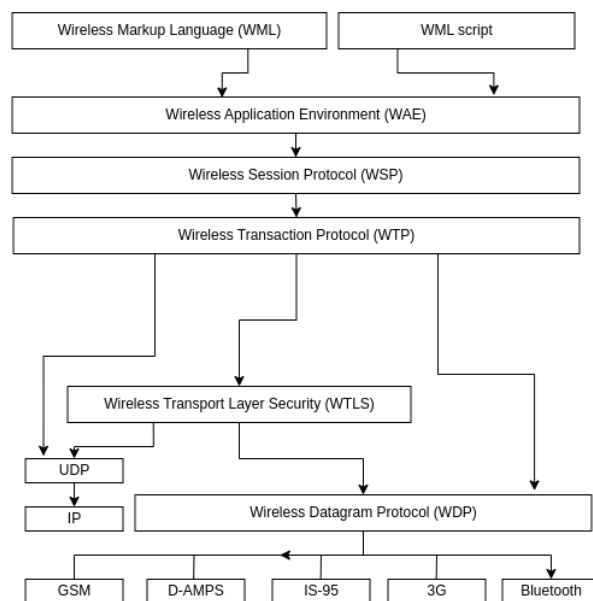 Wireless Markup Language (WML)
WML script
Wireless Application Environment (WAE)
Wireless Session Protocol (WSP)
Wireless Transaction Protocol (WTP)
Wireless Transport Layer Security (WTLS)
UDP
IP
Wireless Datagram Protocol (WDP)
GSM
D-AMPS
IS-95
3G
Bluetooth